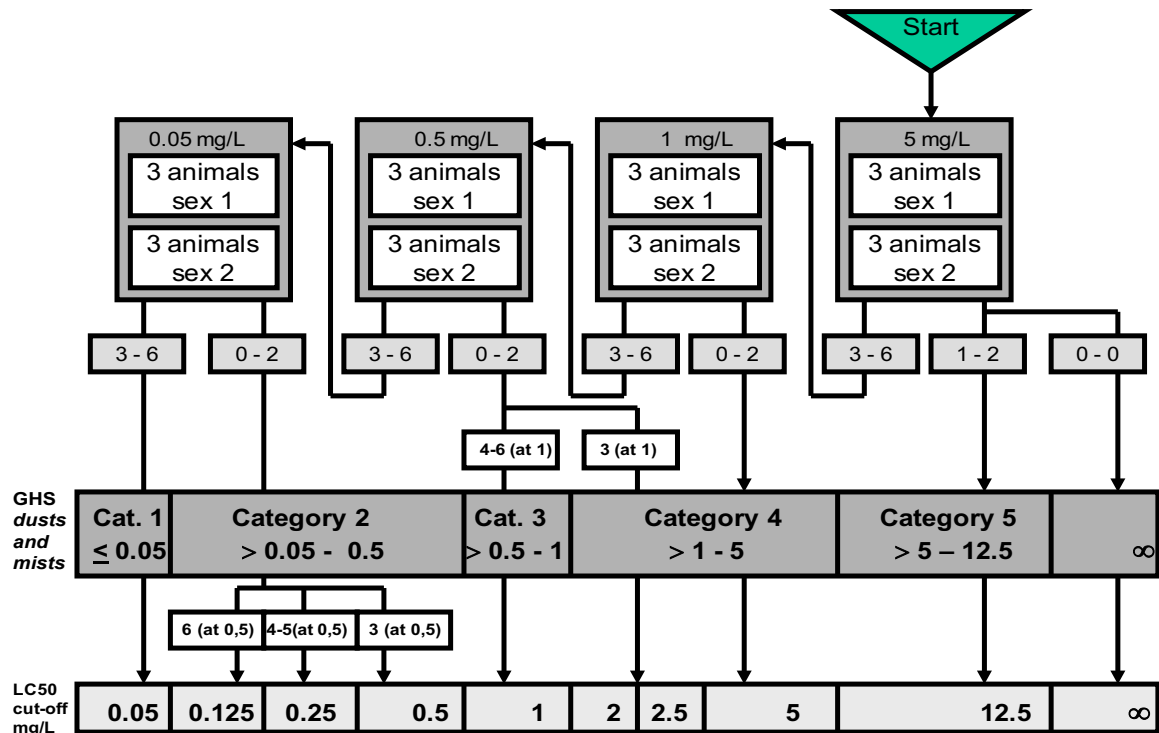 Start
0.05 mg/L
0.5 mg/L
1 mg/L
5 mg/L
3 animals
sex 1
3 animals
sex 1
3 animals
sex 1
3 animals
sex 1
3 animals
sex 2
3 animals
sex 2
3 animals
sex 2
3 animals
sex 2
3 - 6
0 - 2
3 - 6
0 - 2
3 - 6
0 - 2
3 - 6
1 - 2
0 - 0
4-6 (at 1)
3 (at 1)
GHS
dusts
and
mists
Cat. 1
≤ 0.05
Category 2
> 0.05 - 0.5
Cat. 3
> 0.5 - 1
Category 4
> 1 - 5
Category 5
> 5 – 12.5
∞
6 (at 0,5)
4-5(at 0,5)
3 (at 0,5)
LC50
cut-off
mg/L
0.05
0.125
0.25
0.5
1
2
2.5
5
12.5
∞